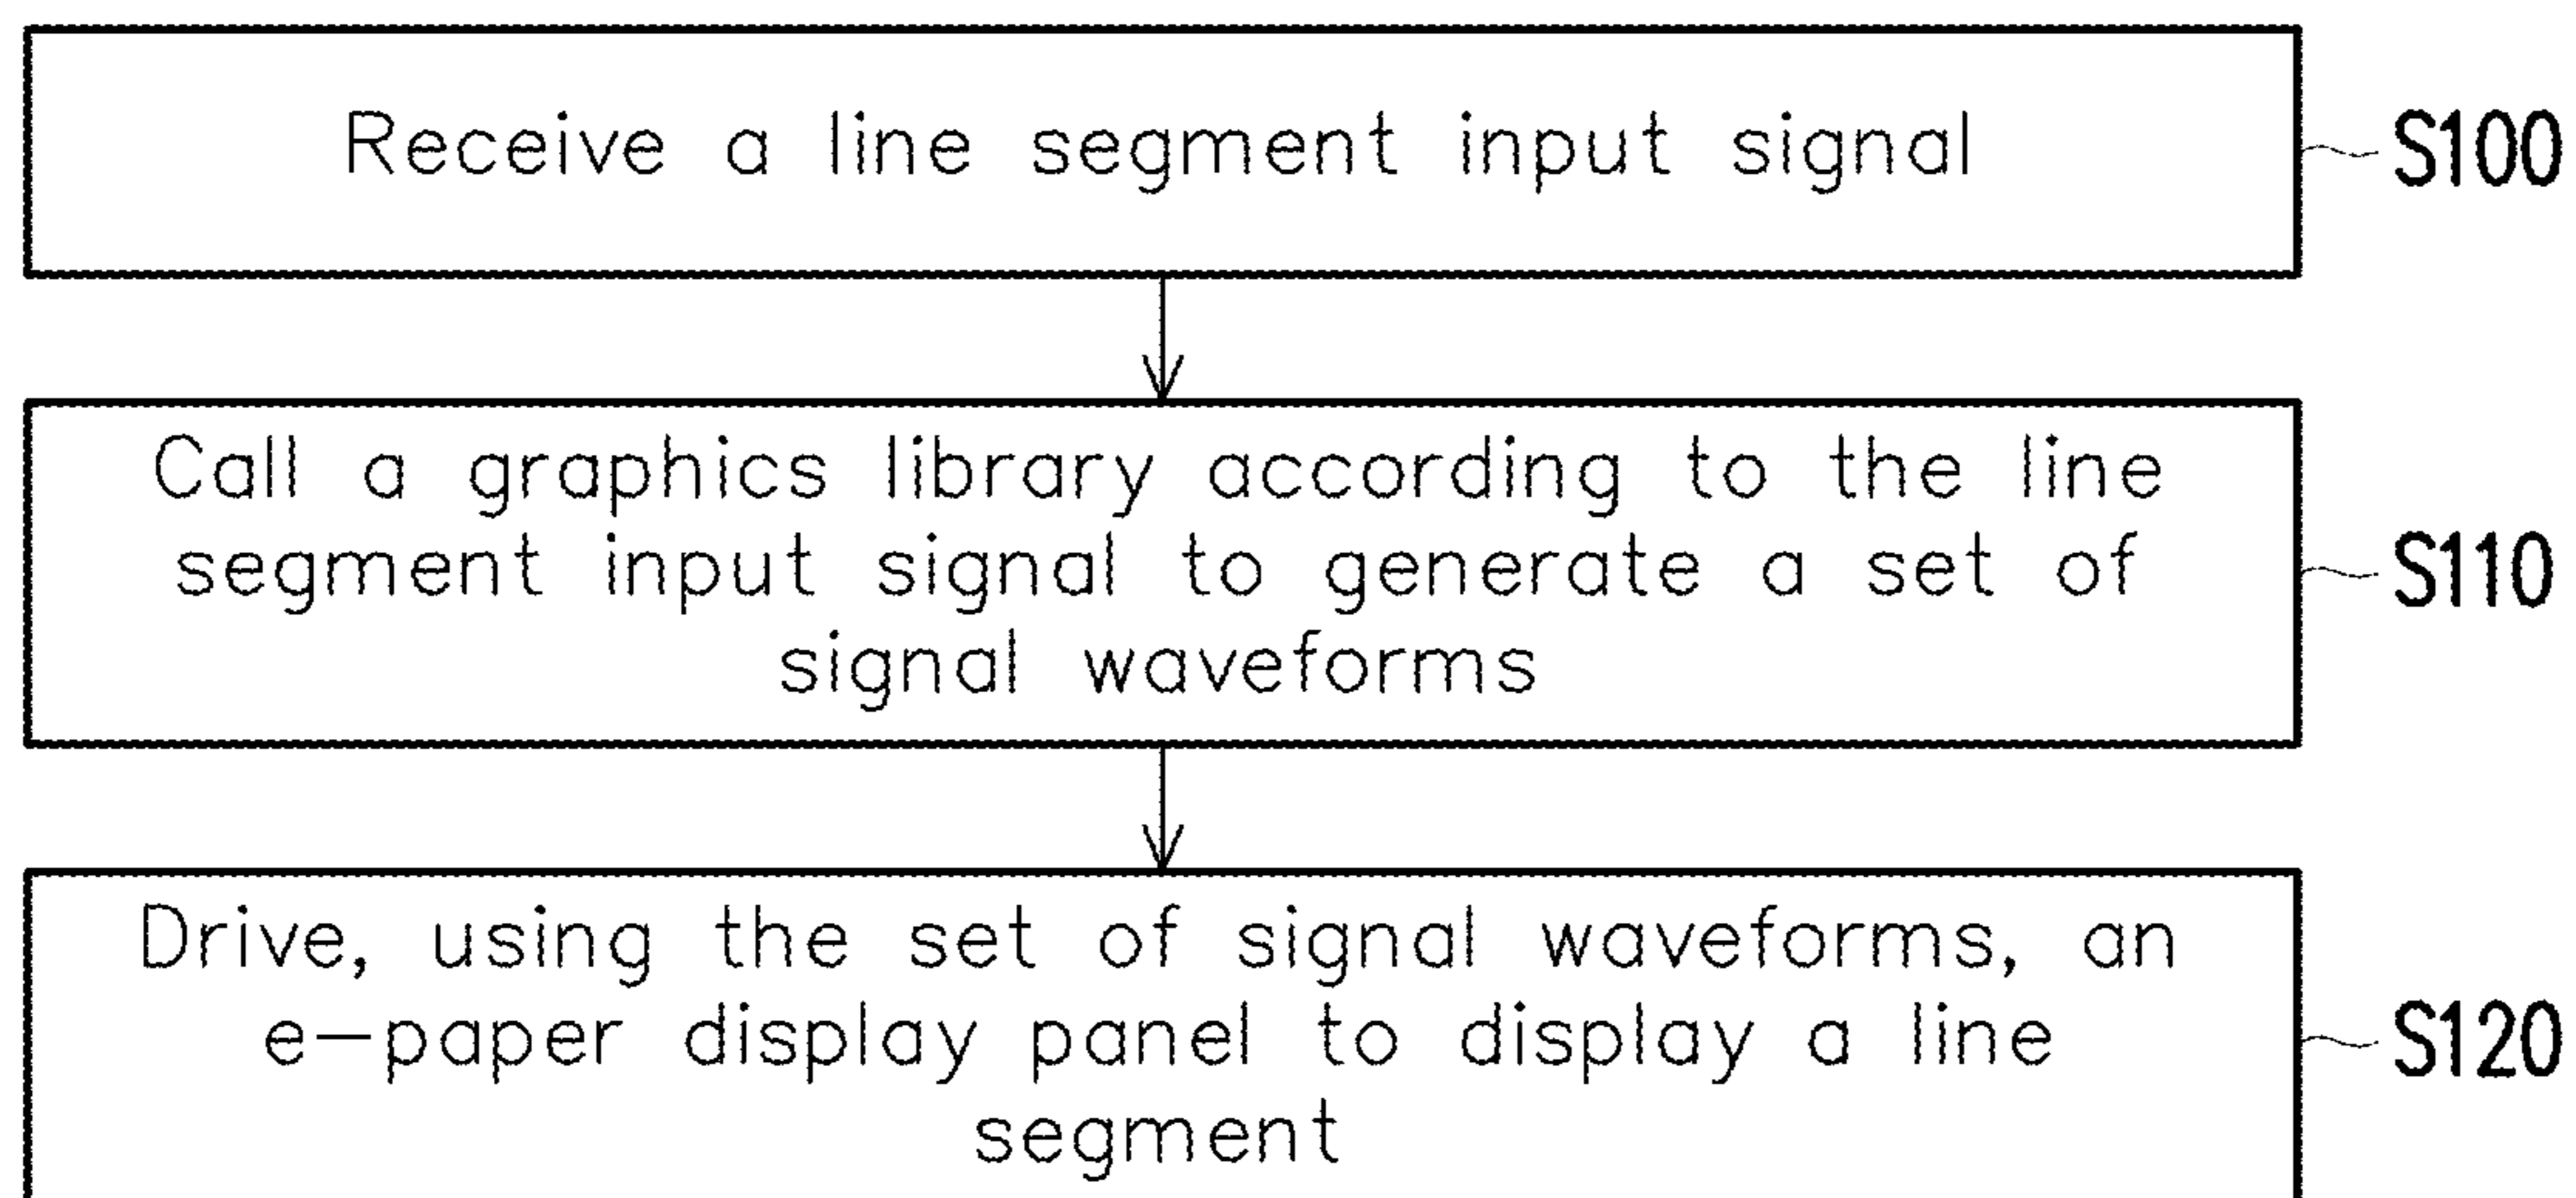 Receive a line segment input signal
S100
Call a graphics library according to the line
segment input signal to generate a set of
signal waveforms
S110
Drive, using the set of signal waveforms, an
e-paper display panel to display a line
segment
S120